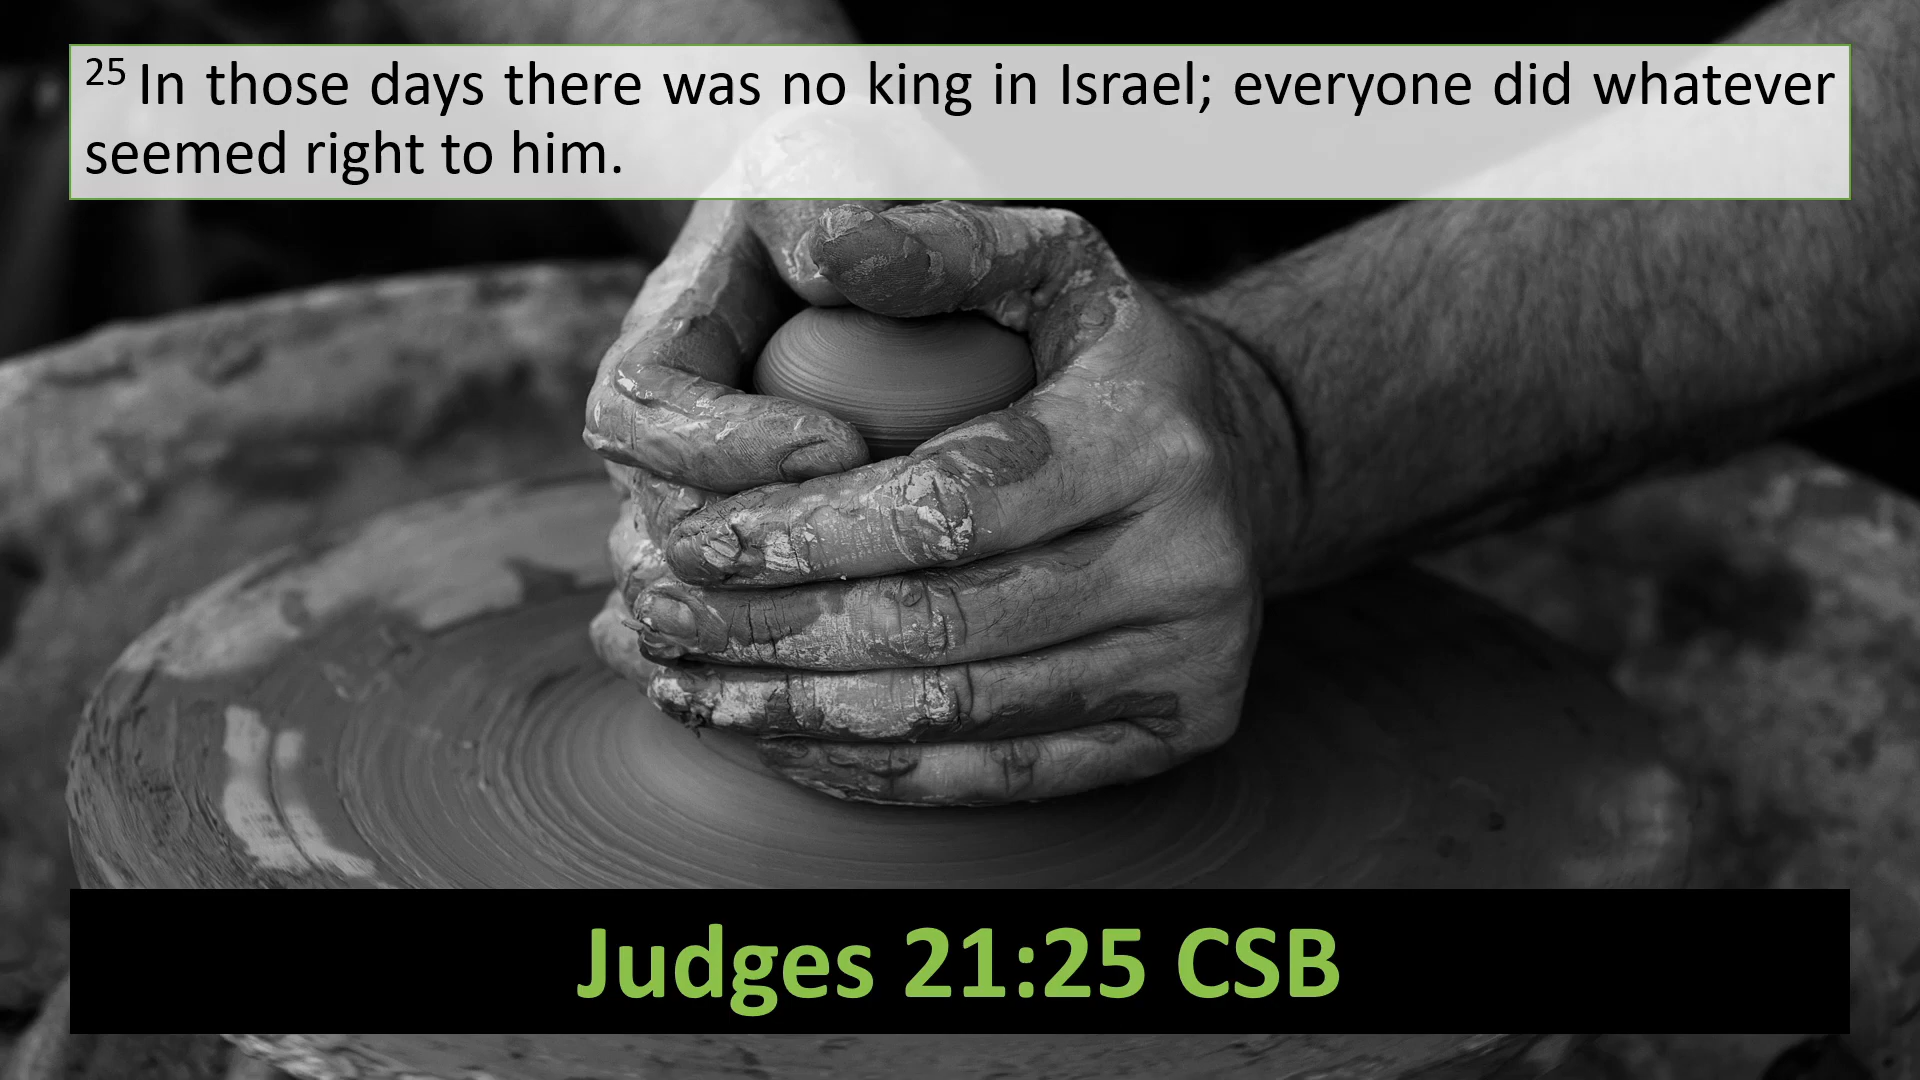 25 In those days there was no king in Israel; everyone did whatever
seemed right to him.
Judges 21:25 CSB